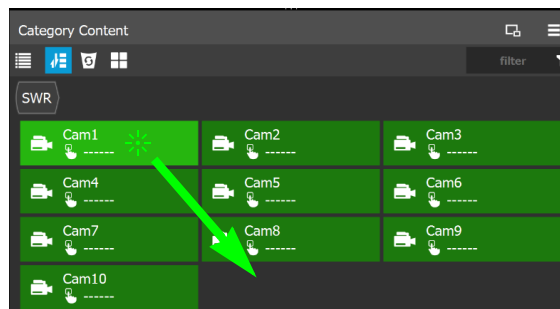 Category Content
filter
SWR
Cam1
------
Cam2
------
Cam3
------
Cam4
------
Cam5
------
Cam6
------
Cam7
------
Cam8
------
Cam9
------
Cam10
------